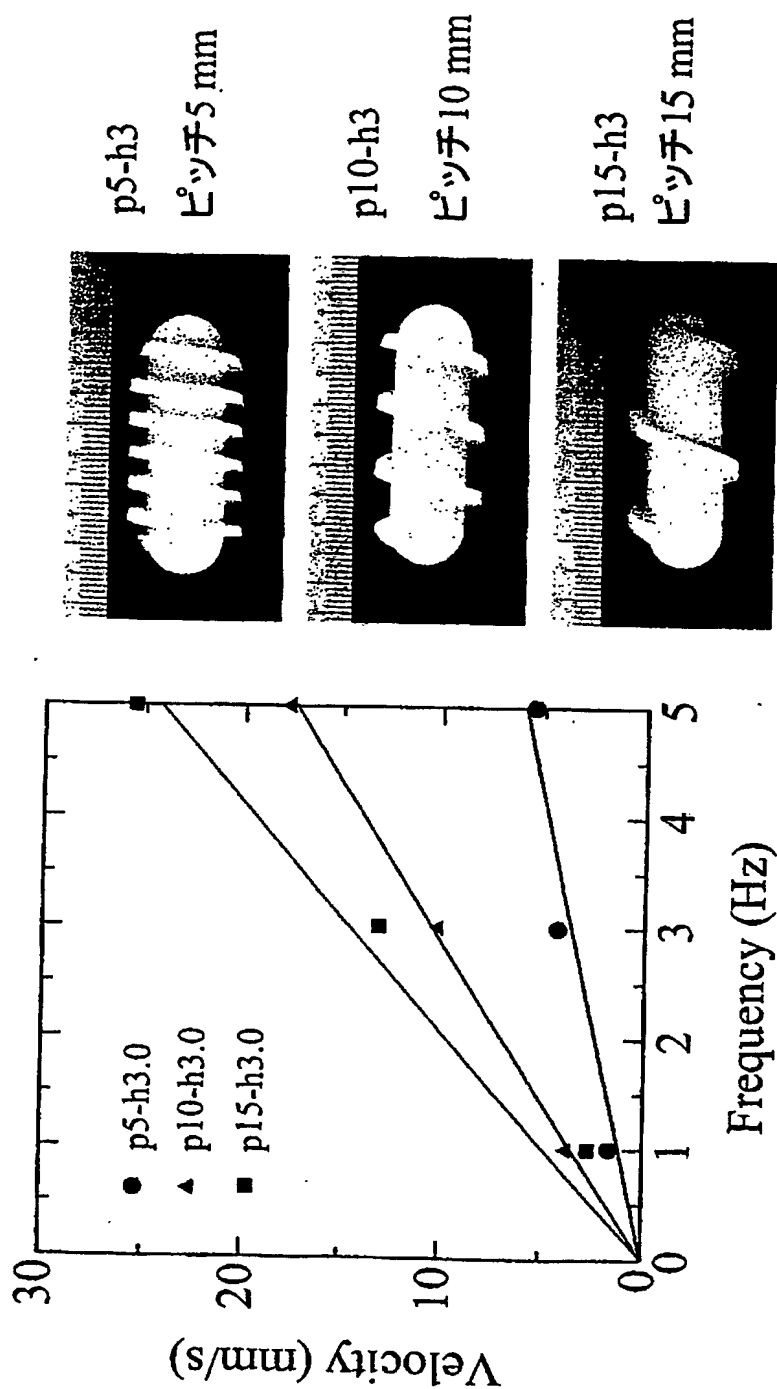 Velocity (mm/s)
30
20
10
0
p5-h3.0
p10-h3.0
p15-h3.0
0
1
2
3
4
5
Frequency (Hz)
p5-h3
ピッチ5 mm
p10-h3
ピッチ10 mm
p15-h3
ピッチ15 mm